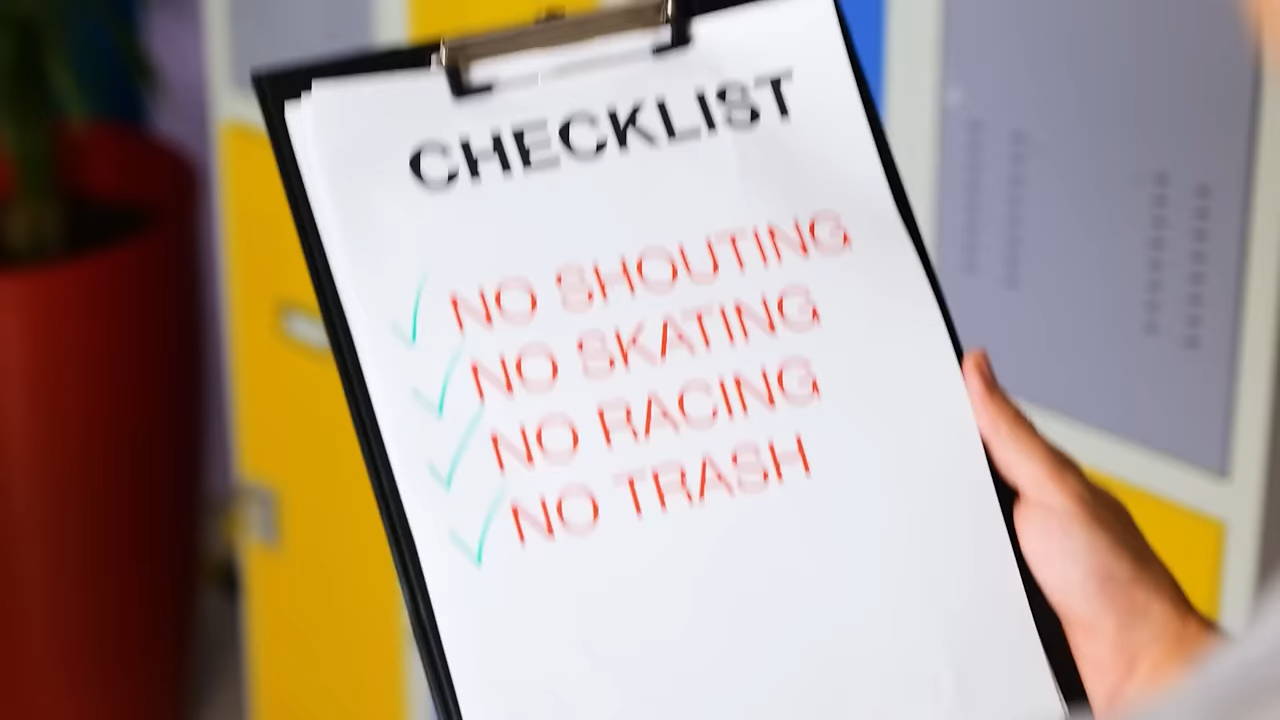 CHECKLIST
✓ NO SHOUTING
✓ NO SKATING
✓ NO RACING
✓ NO TRASH